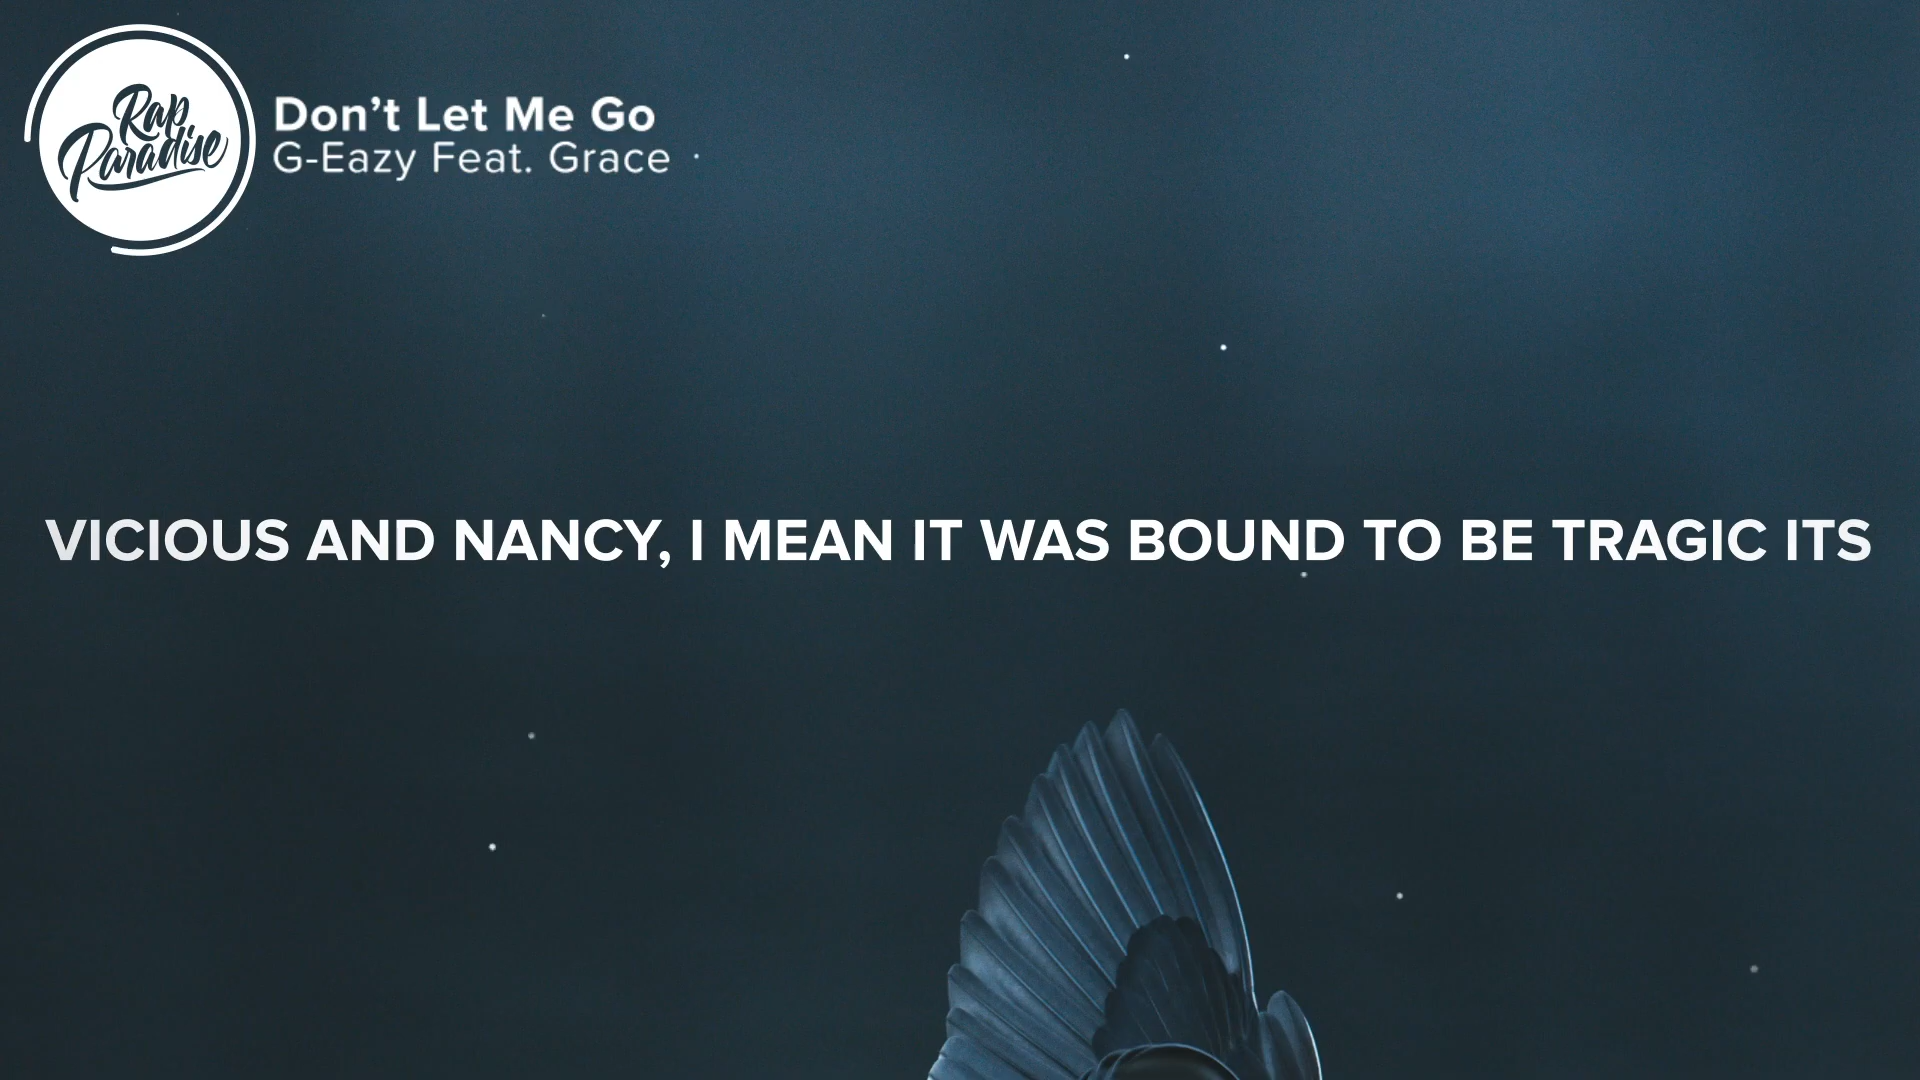 Rap
Paradise
Don't Let Me Go
G-Eazy Feat. Grace
VICIOUS AND NANCY, I MEAN IT WAS BOUND TO BE TRAGIC ITS